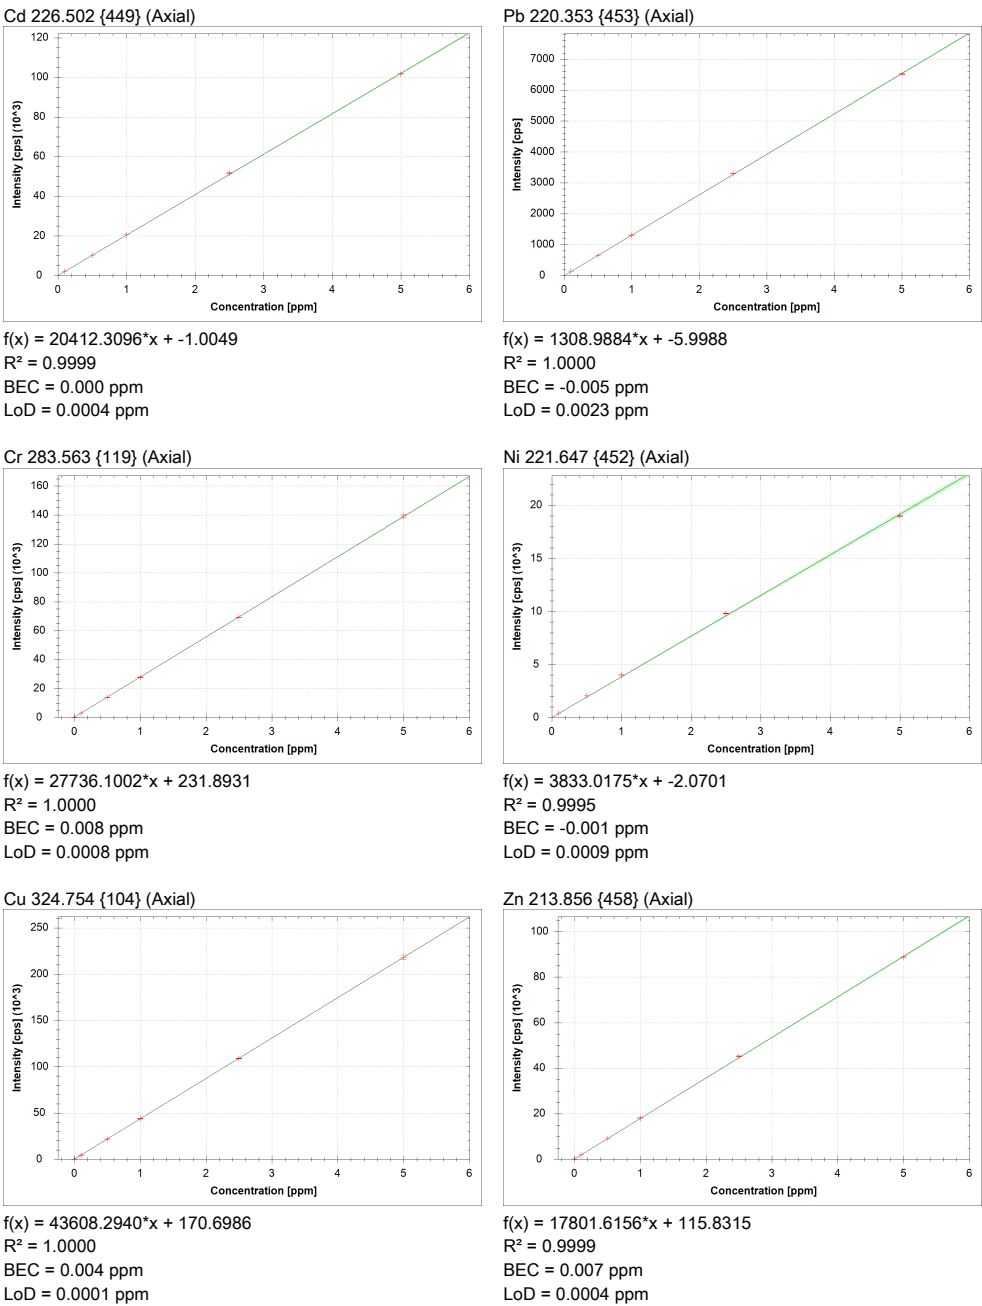 Cd 226.502 {449} (Axial)
120
100
80
60
40
20
0
0 1 2 3 4 5 6
Intensity [cps] (10^3)
Concentration [ppm]
f(x) = 20412.3096*x + -1.0049
R² = 0.9999
BEC = 0.000 ppm
LoD = 0.0004 ppm
Pb 220.353 {453} (Axial)
7000
6000
5000
4000
3000
2000
1000
0
0 1 2 3 4 5 6
Intensity [cps]
Concentration [ppm]
f(x) = 1308.9884*x + -5.9988
R² = 1.0000
BEC = -0.005 ppm
LoD = 0.0023 ppm
Cr 283.563 {119} (Axial)
160
140
120
100
80
60
40
20
0
0 1 2 3 4 5 6
Intensity [cps] (10^3)
Concentration [ppm]
f(x) = 27736.1002*x + 231.8931
R² = 1.0000
BEC = 0.008 ppm
LoD = 0.0008 ppm
Ni 221.647 {452} (Axial)
20
15
10
5
0
0 1 2 3 4 5 6
Intensity [cps] (10^3)
Concentration [ppm]
f(x) = 3833.0175*x + -2.0701
R² = 0.9995
BEC = -0.001 ppm
LoD = 0.0009 ppm
Cu 324.754 {104} (Axial)
250
200
150
100
50
0
0 1 2 3 4 5 6
Intensity [cps] (10^3)
Concentration [ppm]
f(x) = 43608.2940*x + 170.6986
R² = 1.0000
BEC = 0.004 ppm
LoD = 0.0001 ppm
Zn 213.856 {458} (Axial)
100
80
60
40
20
0
0 1 2 3 4 5 6
Intensity [cps] (10^3)
Concentration [ppm]
f(x) = 17801.6156*x + 115.8315
R² = 0.9999
BEC = 0.007 ppm
LoD = 0.0004 ppm